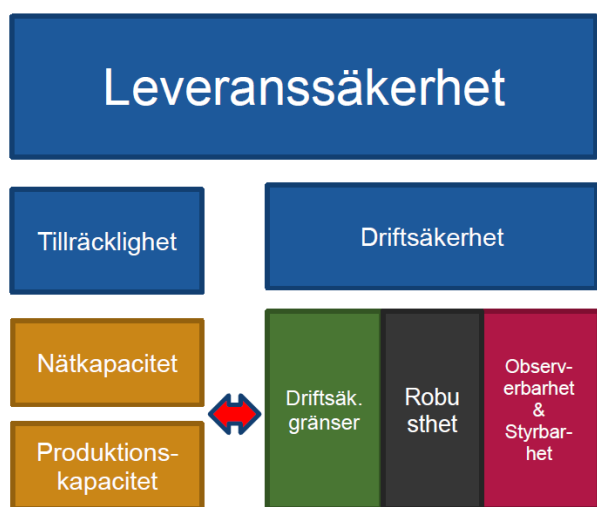 Leveranssäkerhet
Tillräcklighet
Driftsäkerhet
Nätkapacitet
Produktions-
kapacitet
Driftsäk.
gränser
Robu
sthet
Observ-
erbarhet
&
Styrbar-
het